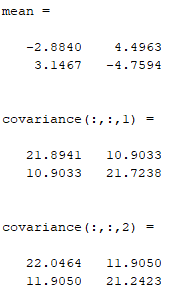 mean =
-2.8840 4.4963
3.1467 -4.7594
covariance(:,:,1) =
21.8941 10.9033
10.9033 21.7238
covariance(:,:,2) =
22.0464 11.9050
11.9050 21.2423